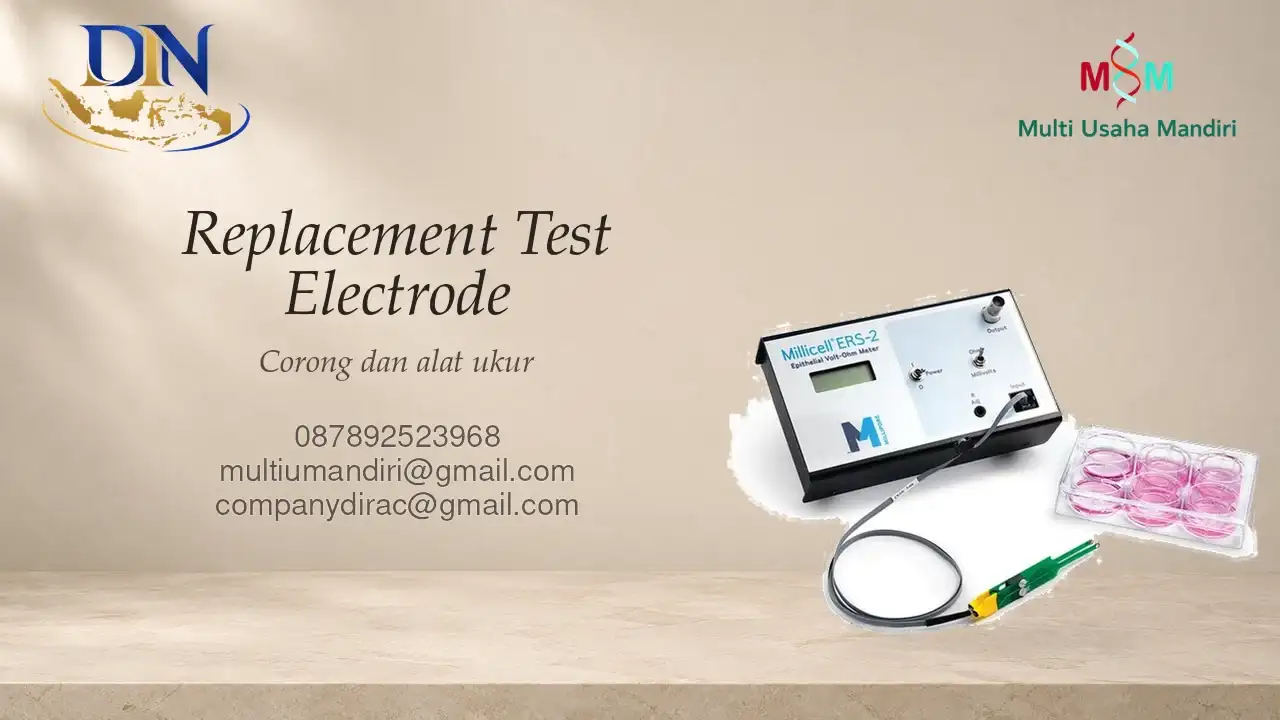 DN
M M
Multi Usaha Mandiri
Replacement Test
Electrode
Corong dan alat ukur
087892523968
multiumandiri@gmail.com
companydirac@gmail.com
Millicell ERS-2
Epithelial Volt-Ohm Meter
Output
Power
Millivolts
Input
R
Adj
M